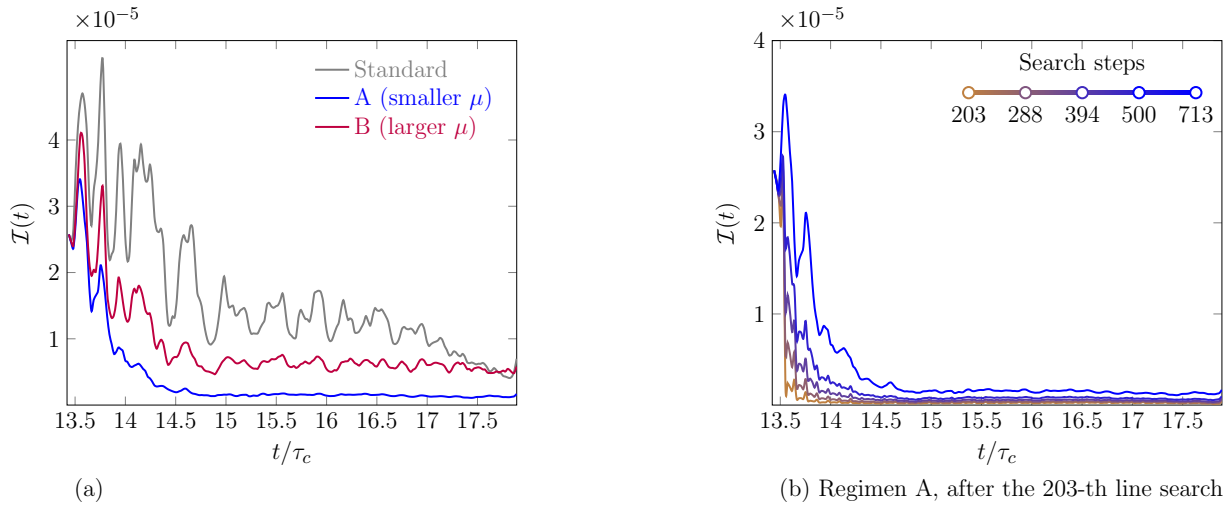 ×10⁻⁵
Standard
A (smaller μ)
B (larger μ)
4
3
2
1
I(t)
13.5 14 14.5 15 15.5 16 16.5 17 17.5
t/τc
(a)
×10⁻⁵
Search steps
203 288 394 500 713
4
3
2
1
0
I(t)
13.5 14 14.5 15 15.5 16 16.5 17 17.5
t/τc
(b) Regimen A, after the 203-th line search